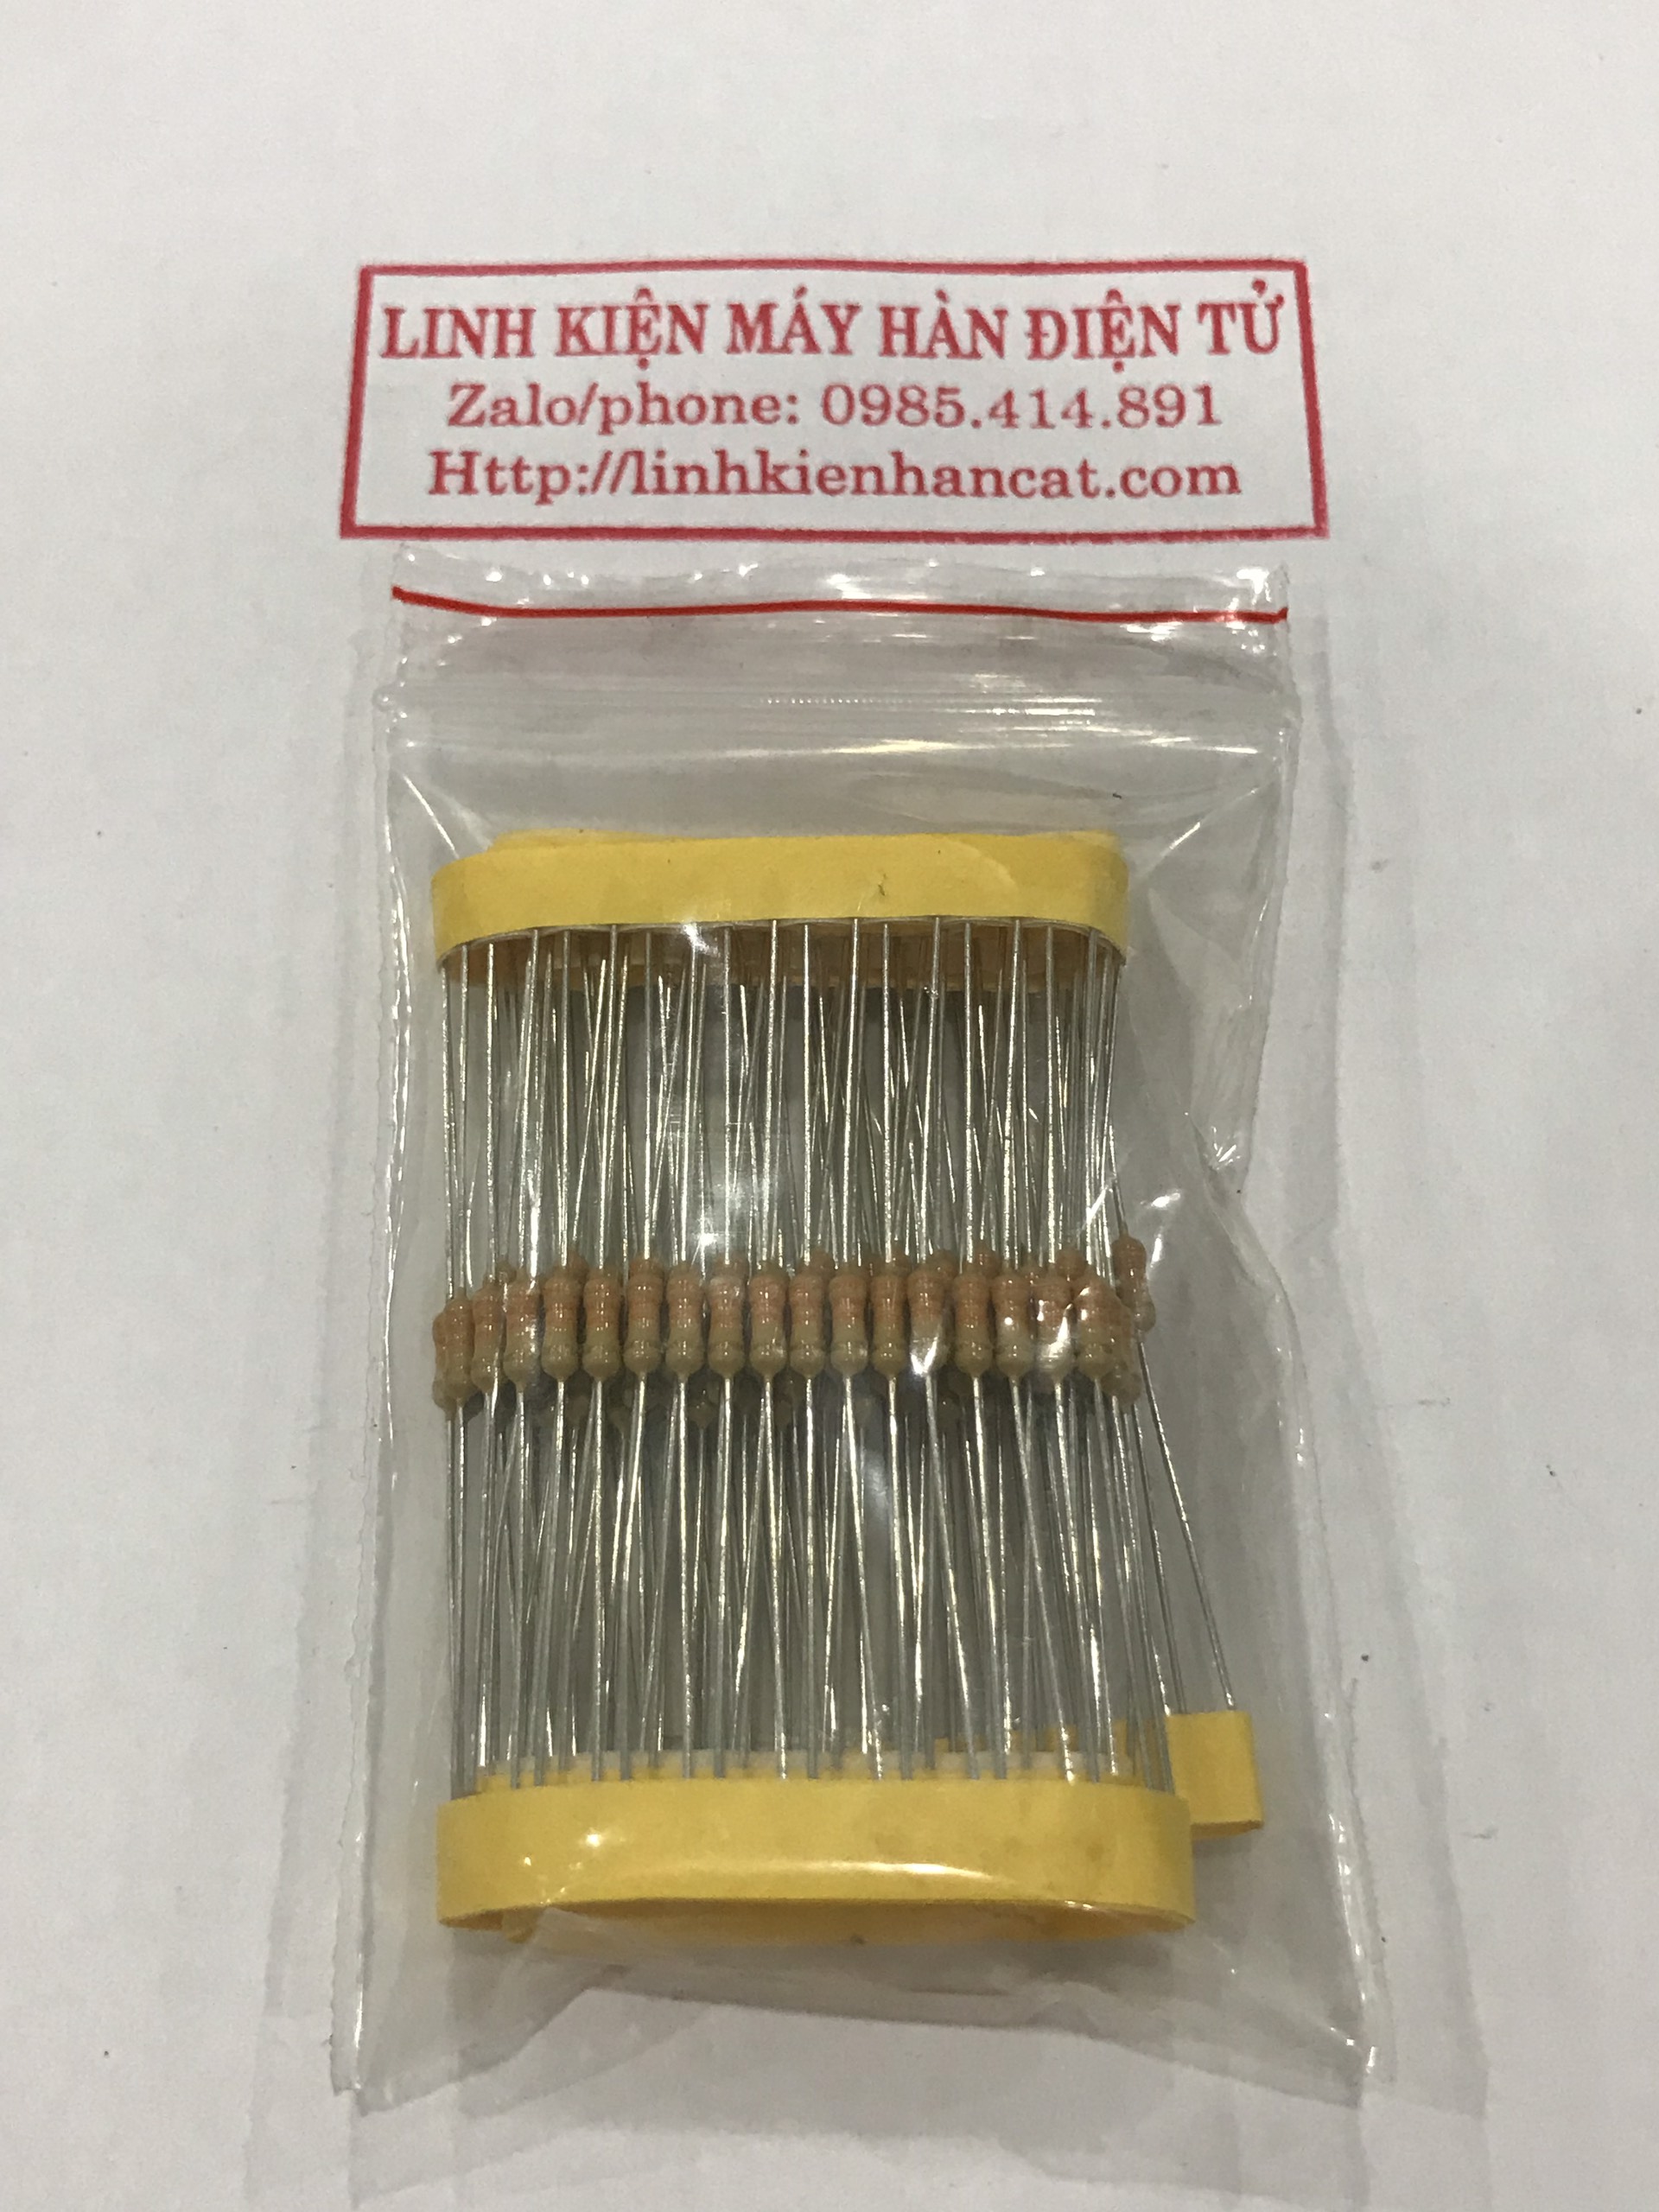 LINH KIỆN MÁY HÀN ĐIỆN TỬ
Zalo/phone: 0985.414.891
Http://linhkienhancat.com